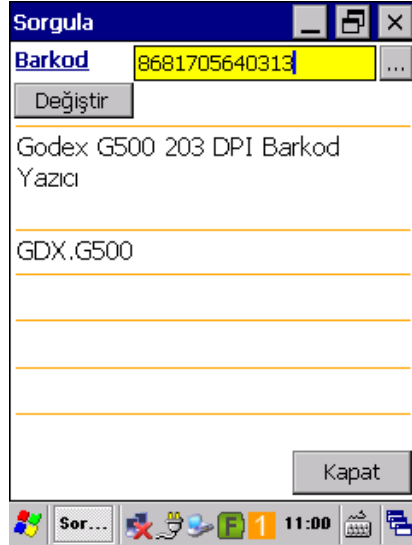 Sorgula
Barkod 8681705640313 ...
Değiştir
Godex G500 203 DPI Barkod
Yazıcı
GDX.G500
Kapat
Sor... F 1 11:00